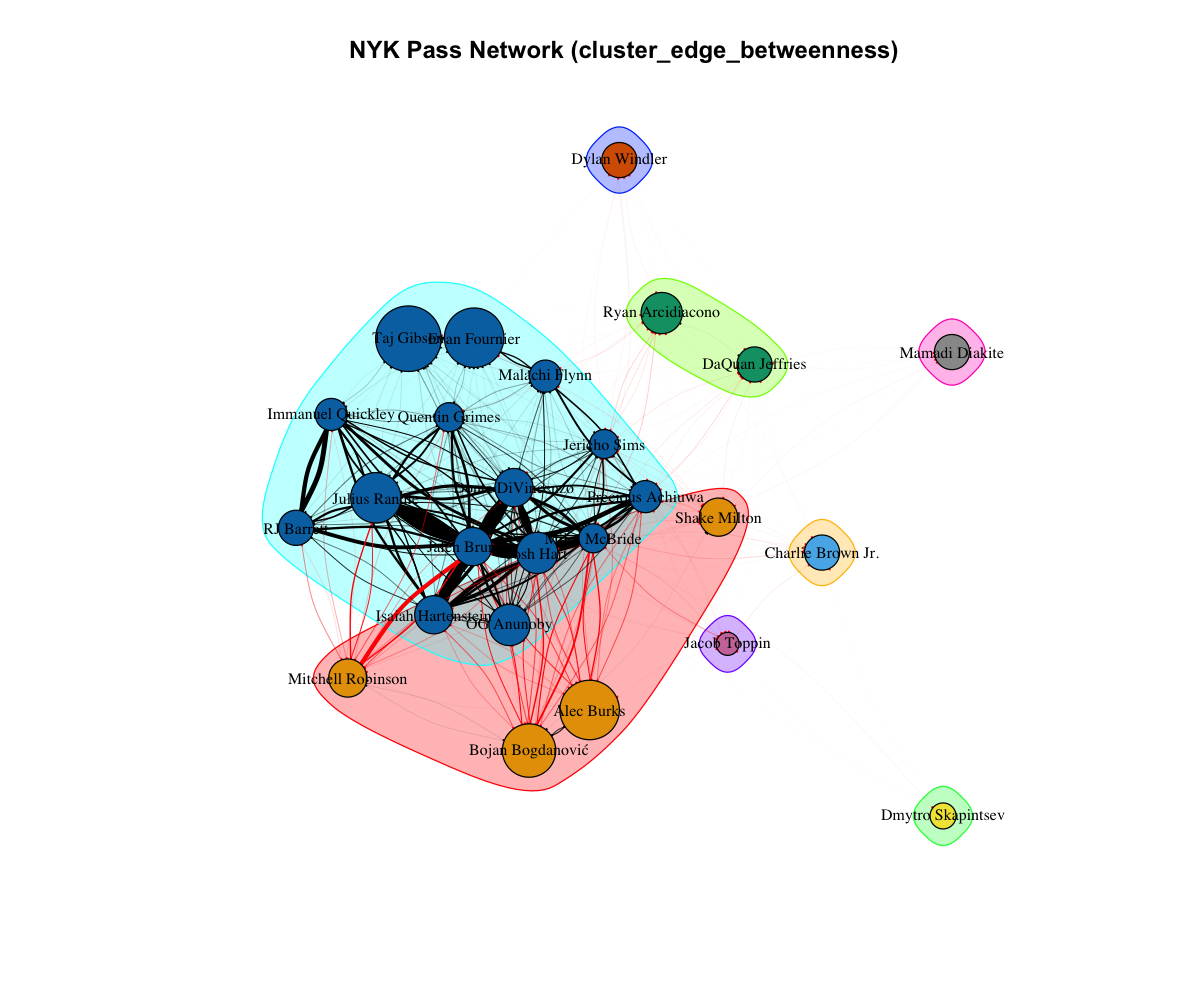 NYK Pass Network (cluster_edge_betweenness)
Dylan Windler
Ryan Arcidiacono
Taj Gibson
Evan Fournier
Mamadi Diakite
DaQuan Jeffries
Malachi Flynn
Immanuel Quickley
Quentin Grimes
Jericho Sims
DiVincenzo
Julius Randle
Precious Achiuwa
Shake Milton
RJ Barrett
McBride
Jalen Brunson
Josh Hart
Charlie Brown Jr.
Isaiah Hartenstein
OG Anunoby
Jacob Toppin
Mitchell Robinson
Alec Burks
Bojan Bogdanović
Dmytro Skapintsev